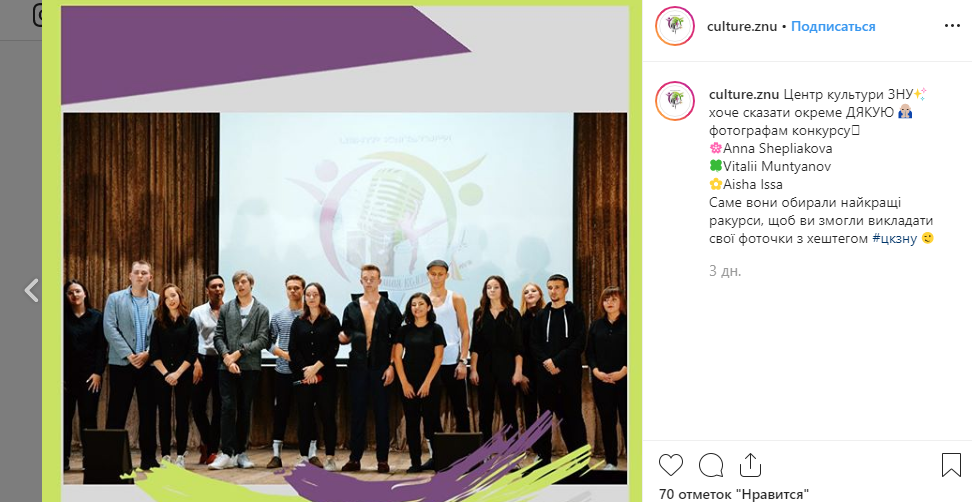 culture.znu • Подписаться
culture.znu Центр культури ЗНУ✨
хоче сказати окреме ДЯКУЮ
фотографам конкурсу
🌸Anna Shepliakova
🍀Vitalii Muntyanov
🌼Aisha Issa
Саме вони обирали найкращі
ракурси, щоб ви змогли викладати
свої фоточки з хештегом #цкзну 😉
3 дн.
70 отметок "Нравится"